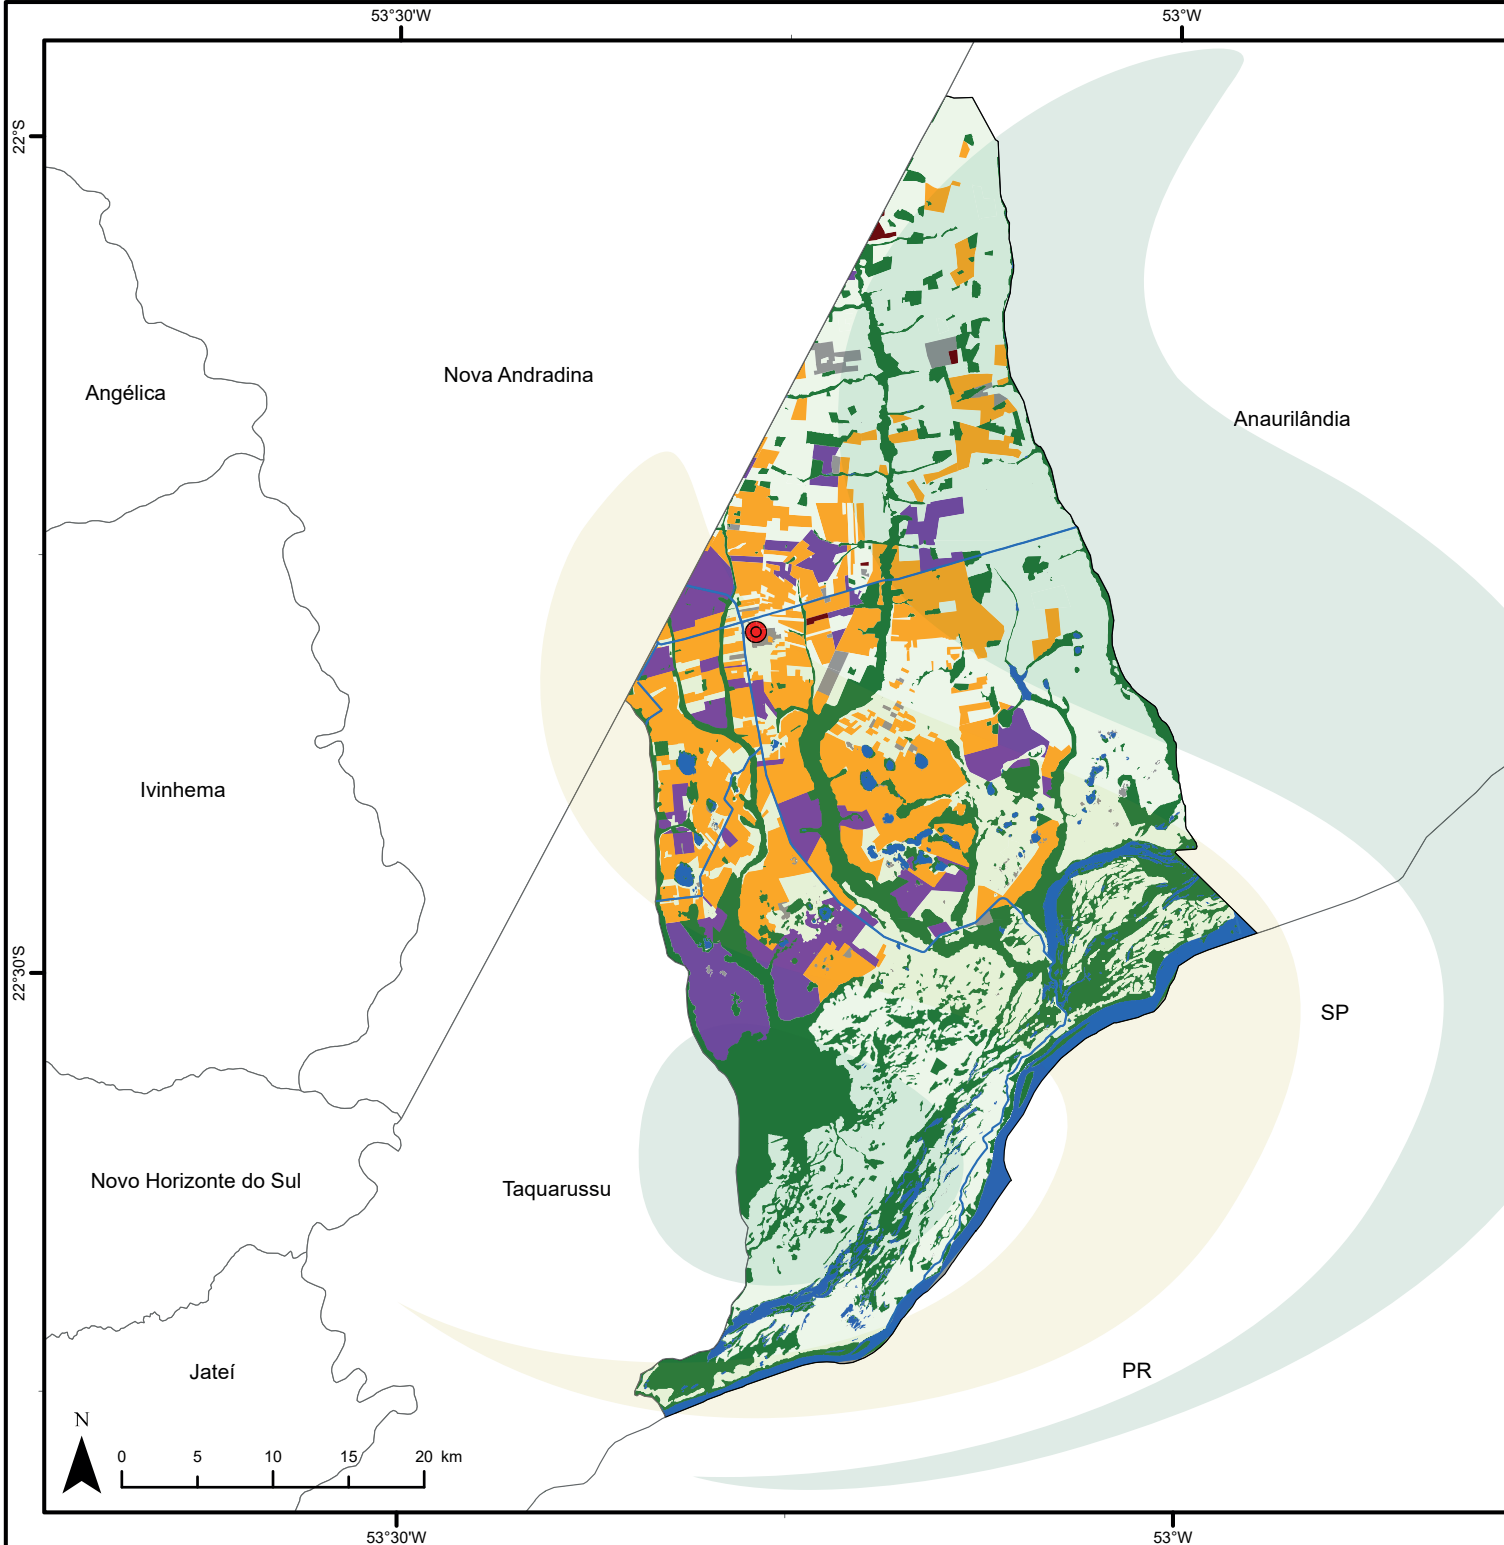 53°30'W
53°W
22°S
Nova Andradina
Angélica
Anaurilândia
Ivinhema
22°30'S
SP
Novo Horizonte do Sul
Taquarussu
Jateí
PR
N
0 5 10 15 20 km
53°30'W
53°W